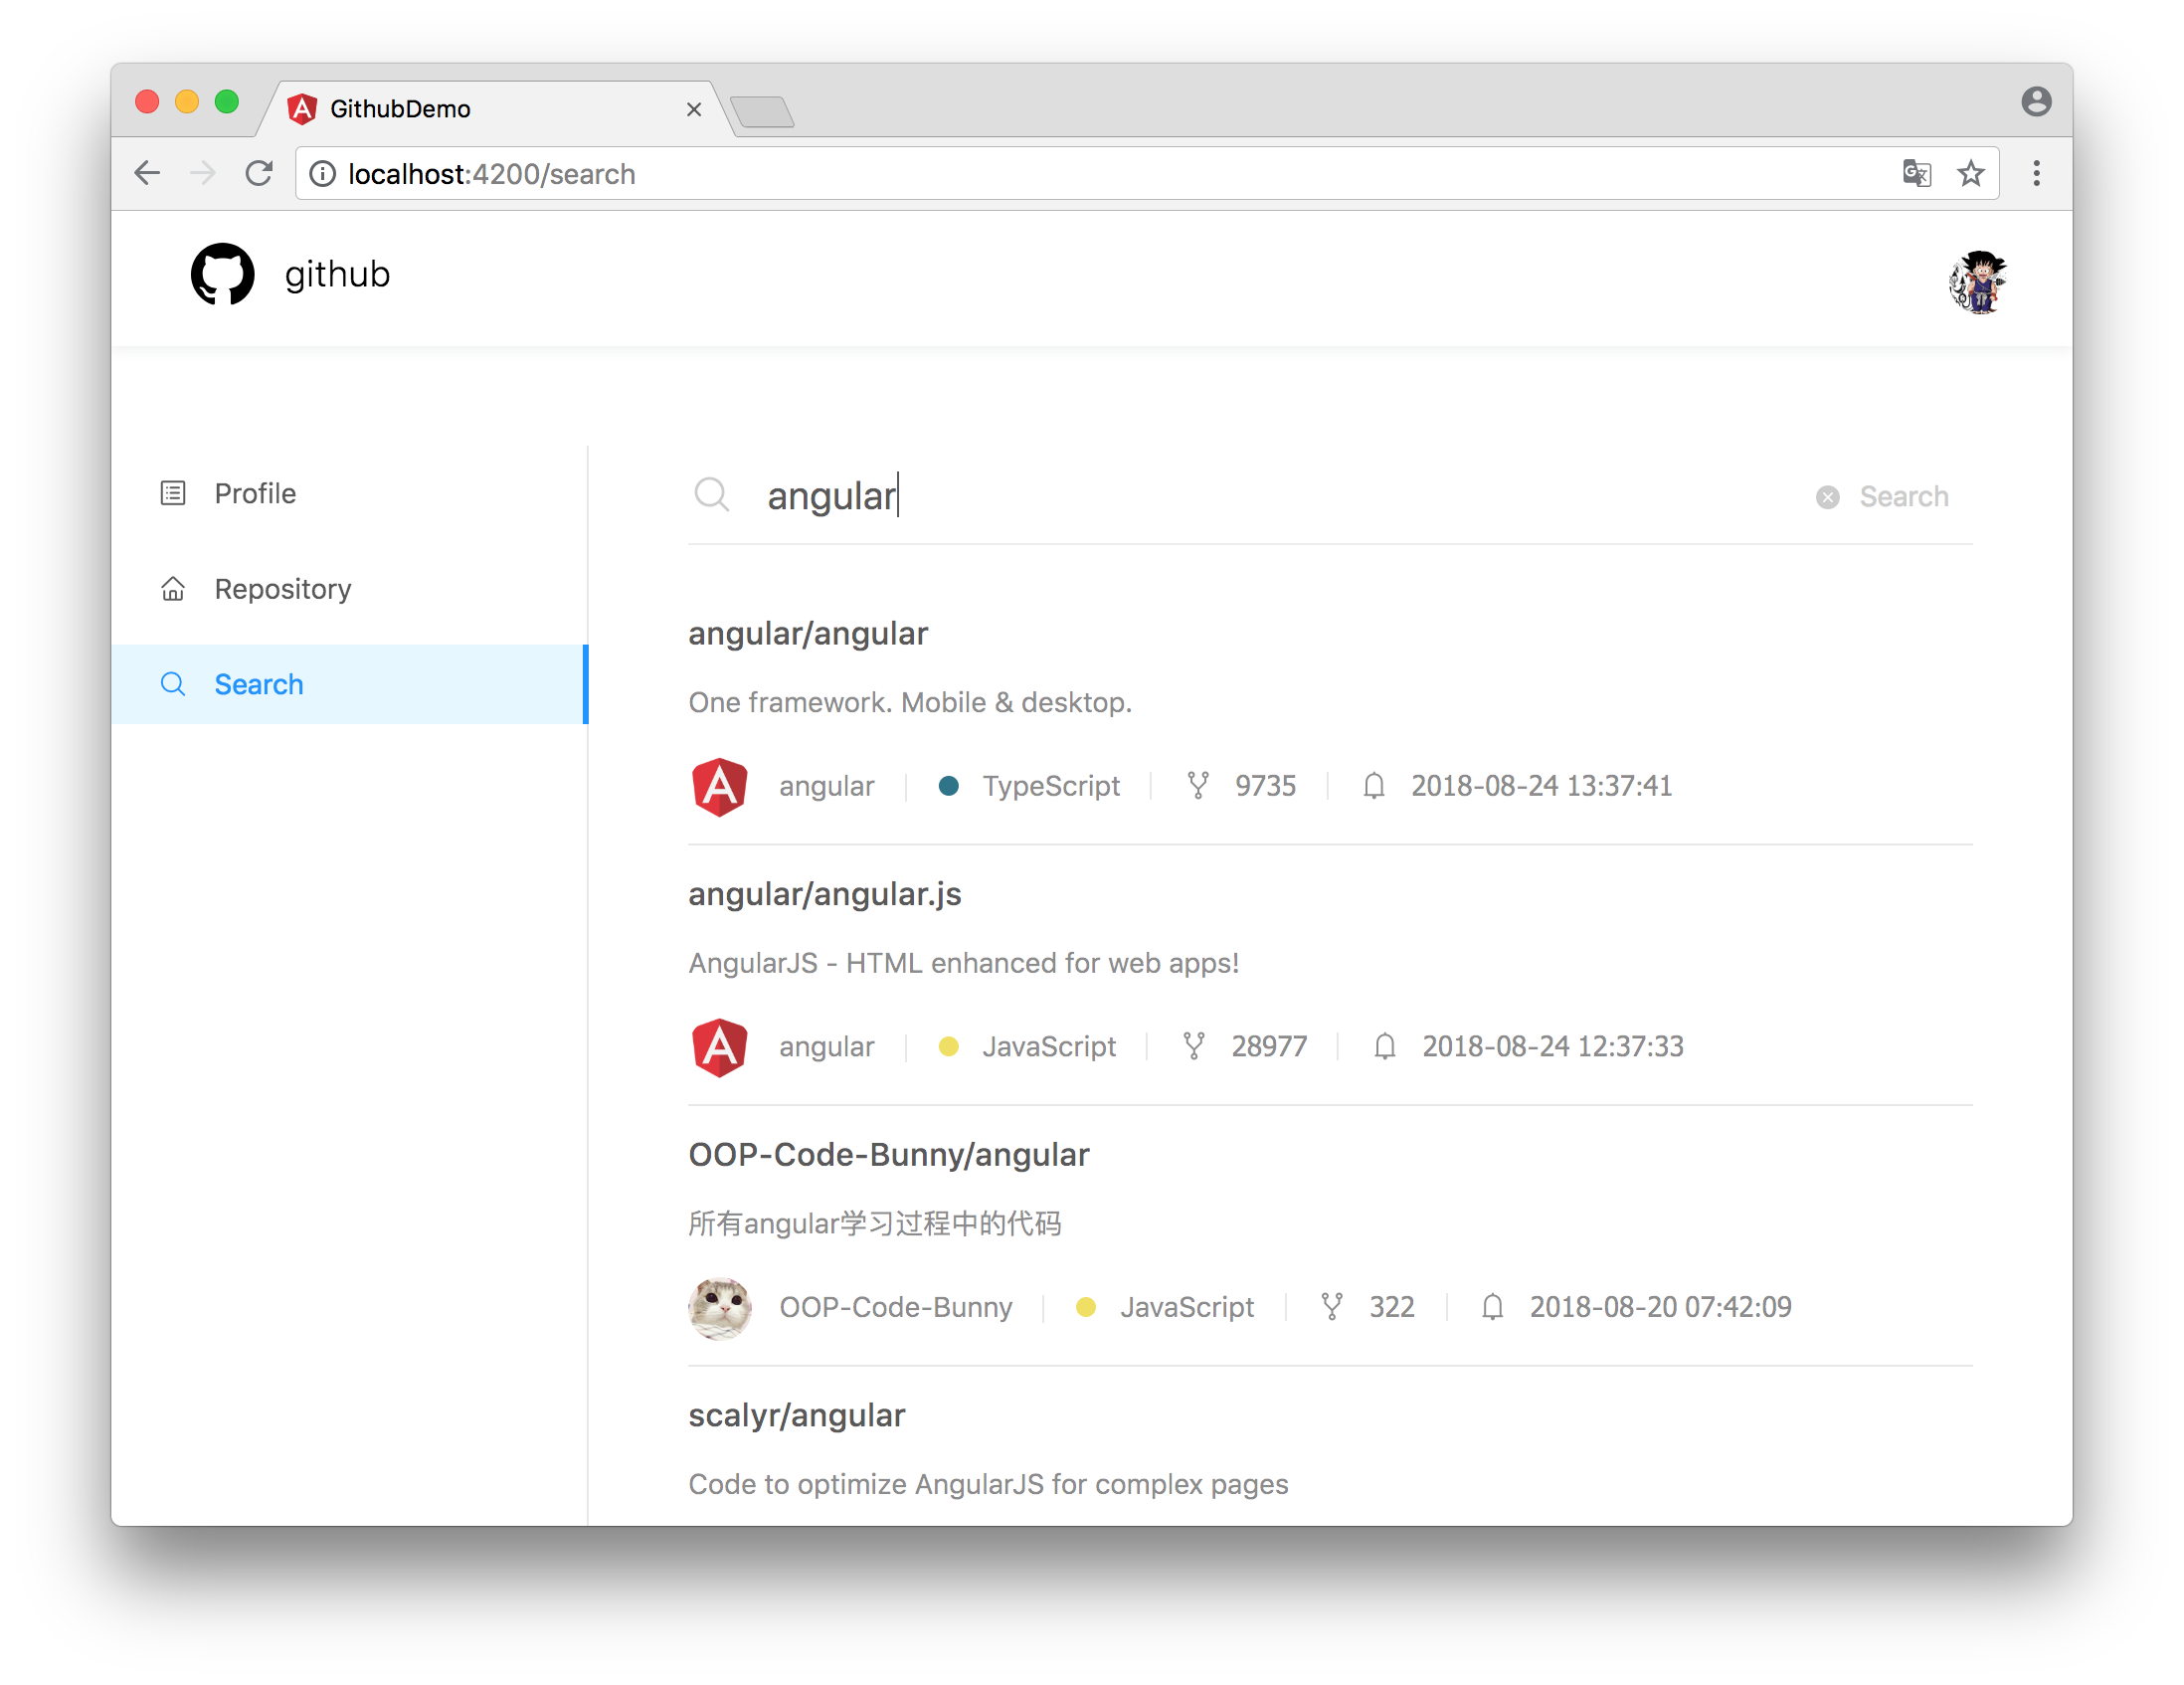 GithubDemo
localhost:4200/search
github
Profile
Repository
Search
angular
Search
angular/angular
One framework. Mobile & desktop.
angular TypeScript 9735 2018-08-24 13:37:41
angular/angular.js
AngularJS - HTML enhanced for web apps!
angular JavaScript 28977 2018-08-24 12:37:33
OOP-Code-Bunny/angular
所有angular学习过程中的代码
OOP-Code-Bunny JavaScript 322 2018-08-20 07:42:09
scalyr/angular
Code to optimize AngularJS for complex pages